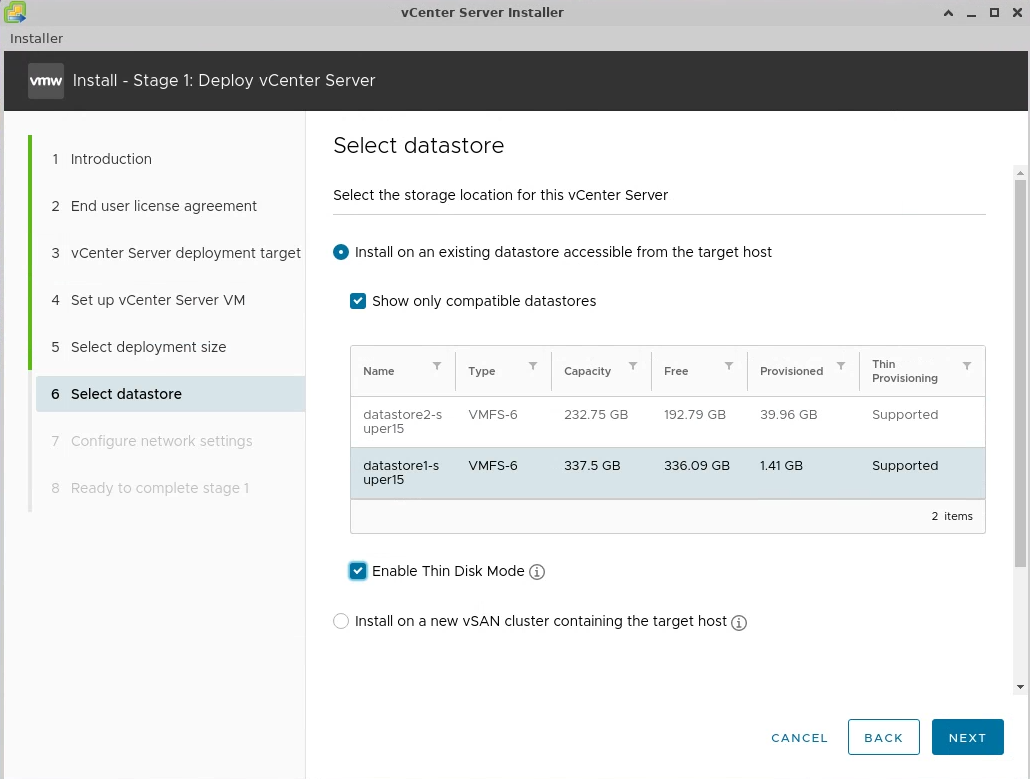 vCenter Server Installer
Installer
vmw Install - Stage 1: Deploy vCenter Server
1 Introduction
2 End user license agreement
3 vCenter Server deployment target
4 Set up vCenter Server VM
5 Select deployment size
6 Select datastore
7 Configure network settings
8 Ready to complete stage 1
Select datastore
Select the storage location for this vCenter Server
Install on an existing datastore accessible from the target host
Show only compatible datastores
Name Type Capacity Free Provisioned Thin
Provisioning
datastore2-s VMFS-6 232.75 GB 192.79 GB 39.96 GB Supported
uper15
datastore1-s VMFS-6 337.5 GB 336.09 GB 1.41 GB Supported
uper15
2 items
Enable Thin Disk Mode
Install on a new vSAN cluster containing the target host
CANCEL BACK NEXT